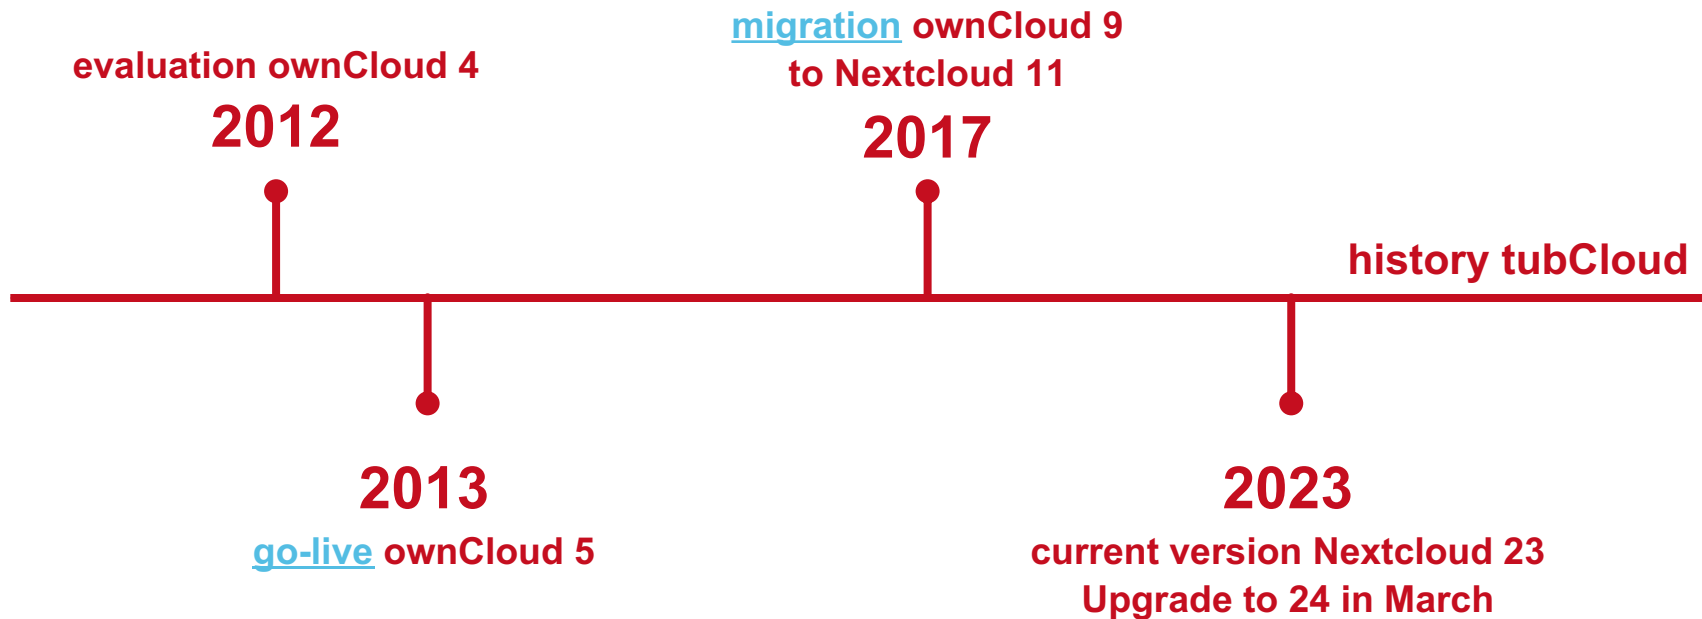 evaluation ownCloud 4
2012
migration ownCloud 9
to Nextcloud 11
2017
history tubCloud
2013
go-live ownCloud 5
2023
current version Nextcloud 23
Upgrade to 24 in March